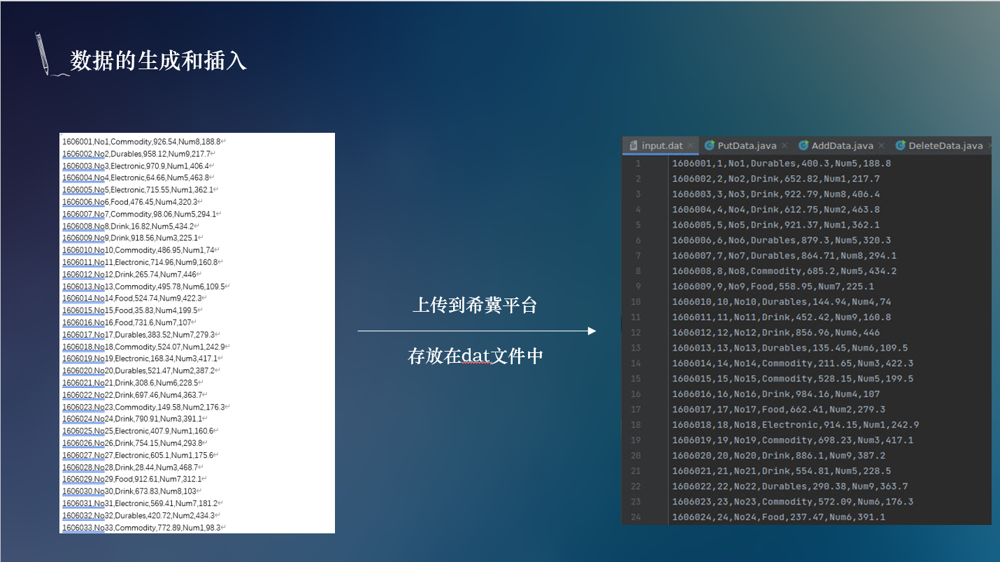 数据的生成和插入
1606001,No1,Commodity,926.54,Num8,188.8↵
1606002,No2,Durables,958.12,Num9,217.7↵
1606003,No3,Electronic,970.9,Num1,406.4↵
1606004,No4,Electronic,64.66,Num5,463.8↵
1606005,No5,Electronic,715.55,Num1,362.1↵
1606006,No6,Food,476.45,Num4,320.3↵
1606007,No7,Commodity,98.06,Num5,294.1↵
1606008,No8,Drink,16.82,Num5,434.2↵
1606009,No9,Drink,918.56,Num3,225.1↵
1606010,No10,Commodity,486.95,Num1,74↵
1606011,No11,Electronic,714.96,Num9,160.8↵
1606012,No12,Drink,265.74,Num7,446↵
1606013,No13,Commodity,495.78,Num6,109.5↵
1606014,No14,Food,524.74,Num9,422.3↵
1606015,No15,Food,35.83,Num4,199.5↵
1606016,No16,Food,731.6,Num7,107↵
1606017,No17,Durables,383.52,Num7,279.3↵
1606018,No18,Commodity,524.07,Num1,242.9↵
1606019,No19,Electronic,168.34,Num3,417.1↵
1606020,No20,Durables,521.47,Num2,387.2↵
1606021,No21,Drink,308.6,Num6,228.5↵
1606022,No22,Drink,697.46,Num4,363.7↵
1606023,No23,Commodity,149.58,Num2,176.3↵
1606024,No24,Drink,790.91,Num3,391.1↵
1606025,No25,Electronic,407.9,Num1,160.6↵
1606026,No26,Drink,754.15,Num4,293.8↵
1606027,No27,Electronic,605.1,Num1,175.6↵
1606028,No28,Drink,28.44,Num3,468.7↵
1606029,No29,Food,912.61,Num7,312.1↵
1606030,No30,Drink,673.83,Num8,103↵
1606031,No31,Electronic,569.41,Num7,181.2↵
1606032,No32,Durables,420.72,Num2,434.3↵
1606033,No33,Commodity,772.89,Num1,98.3↵
上传到希冀平台
存放在dat文件中
input.dat PutData.java AddData.java DeleteData.java
1 1606001,1,No1,Durables,400.3,Num5,188.8
2 1606002,2,No2,Drink,652.82,Num1,217.7
3 1606003,3,No3,Drink,922.79,Num8,406.4
4 1606004,4,No4,Drink,612.75,Num2,463.8
5 1606005,5,No5,Drink,921.37,Num1,362.1
6 1606006,6,No6,Durables,879.3,Num5,320.3
7 1606007,7,No7,Durables,864.71,Num8,294.1
8 1606008,8,No8,Commodity,685.2,Num5,434.2
9 1606009,9,No9,Food,558.95,Num7,225.1
10 1606010,10,No10,Durables,144.94,Num4,74
11 1606011,11,No11,Drink,452.42,Num9,160.8
12 1606012,12,No12,Drink,856.96,Num6,446
13 1606013,13,No13,Durables,135.45,Num6,109.5
14 1606014,14,No14,Commodity,211.65,Num3,422.3
15 1606015,15,No15,Commodity,528.15,Num5,199.5
16 1606016,16,No16,Drink,984.16,Num4,107
17 1606017,17,No17,Food,662.41,Num2,279.3
18 1606018,18,No18,Electronic,914.15,Num1,242.9
19 1606019,19,No19,Commodity,698.23,Num3,417.1
20 1606020,20,No20,Drink,886.1,Num9,387.2
21 1606021,21,No21,Drink,554.81,Num5,228.5
22 1606022,22,No22,Durables,290.38,Num9,363.7
23 1606023,23,No23,Commodity,572.09,Num6,176.3
24 1606024,24,No24,Food,237.47,Num6,391.1